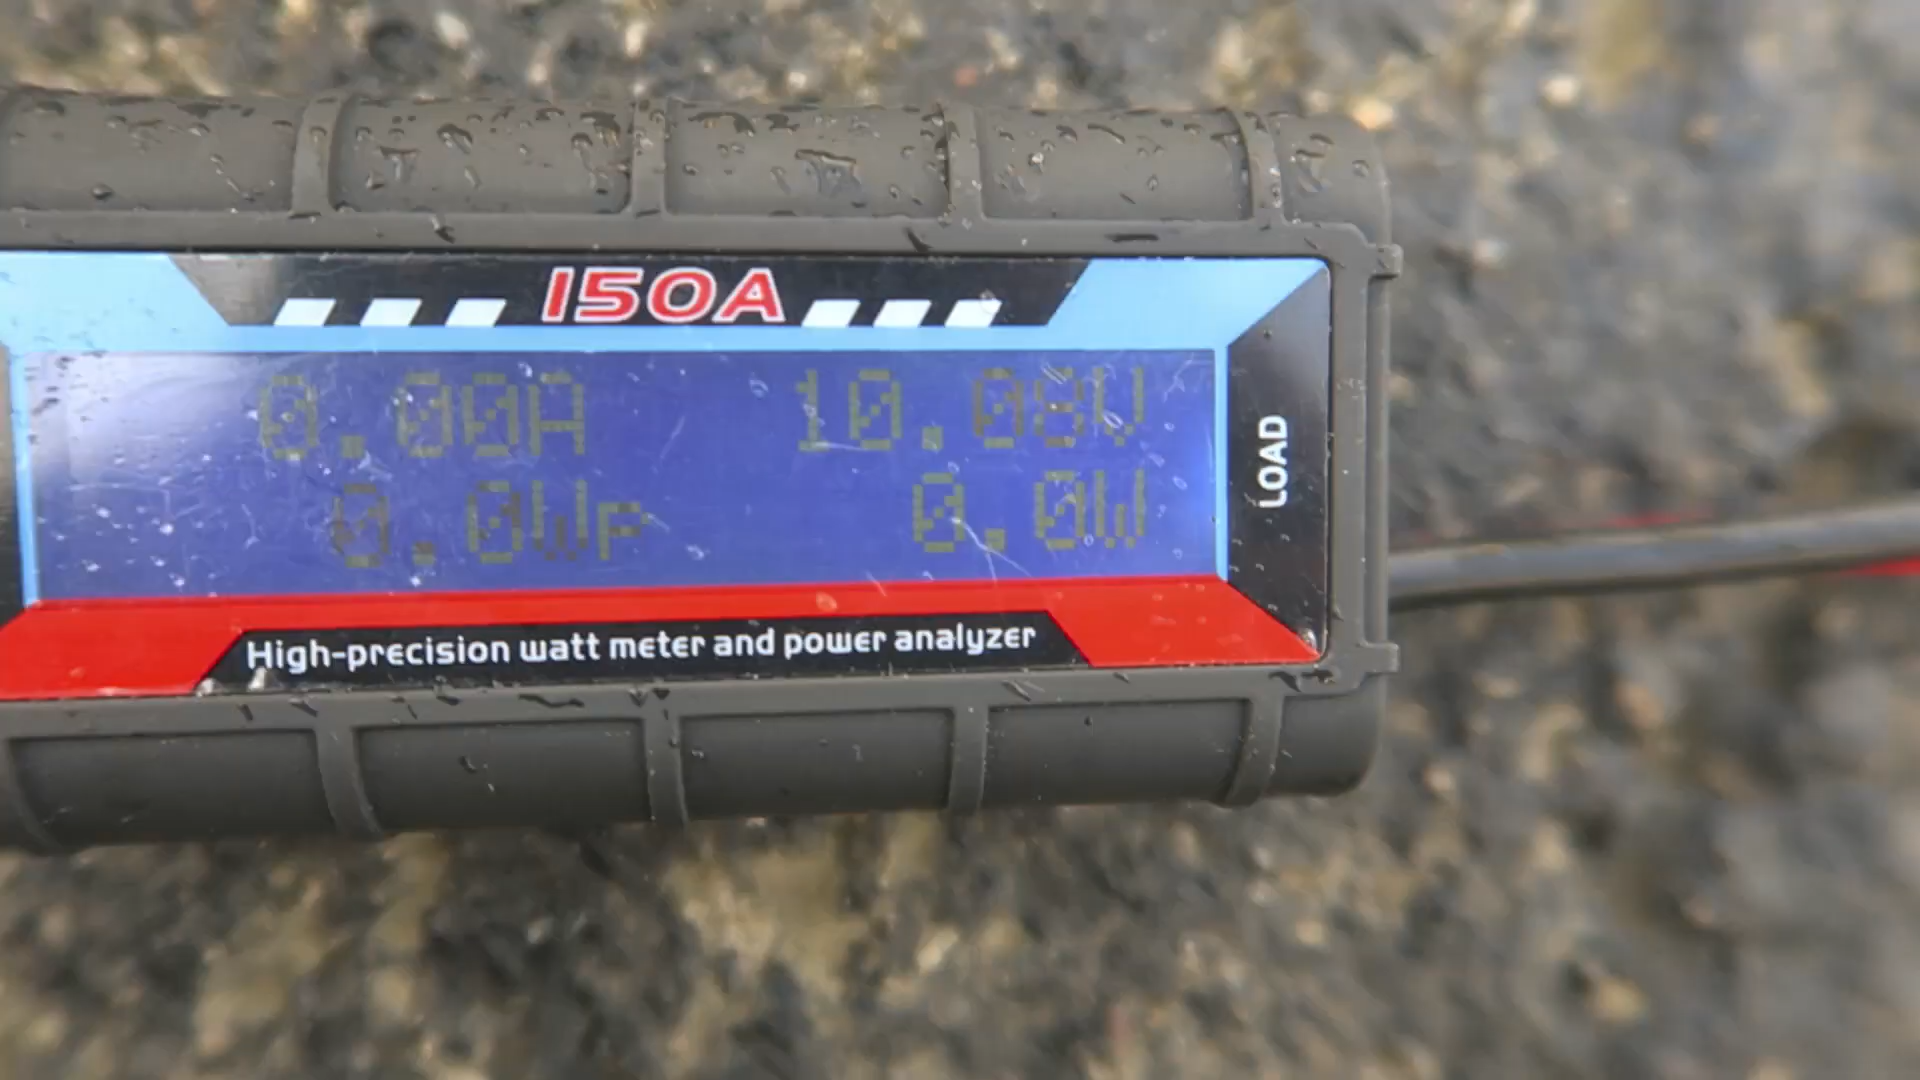 150A
0.00A 10.08V
0.0Wp 0.0W
LOAD
High-precision watt meter and power analyzer